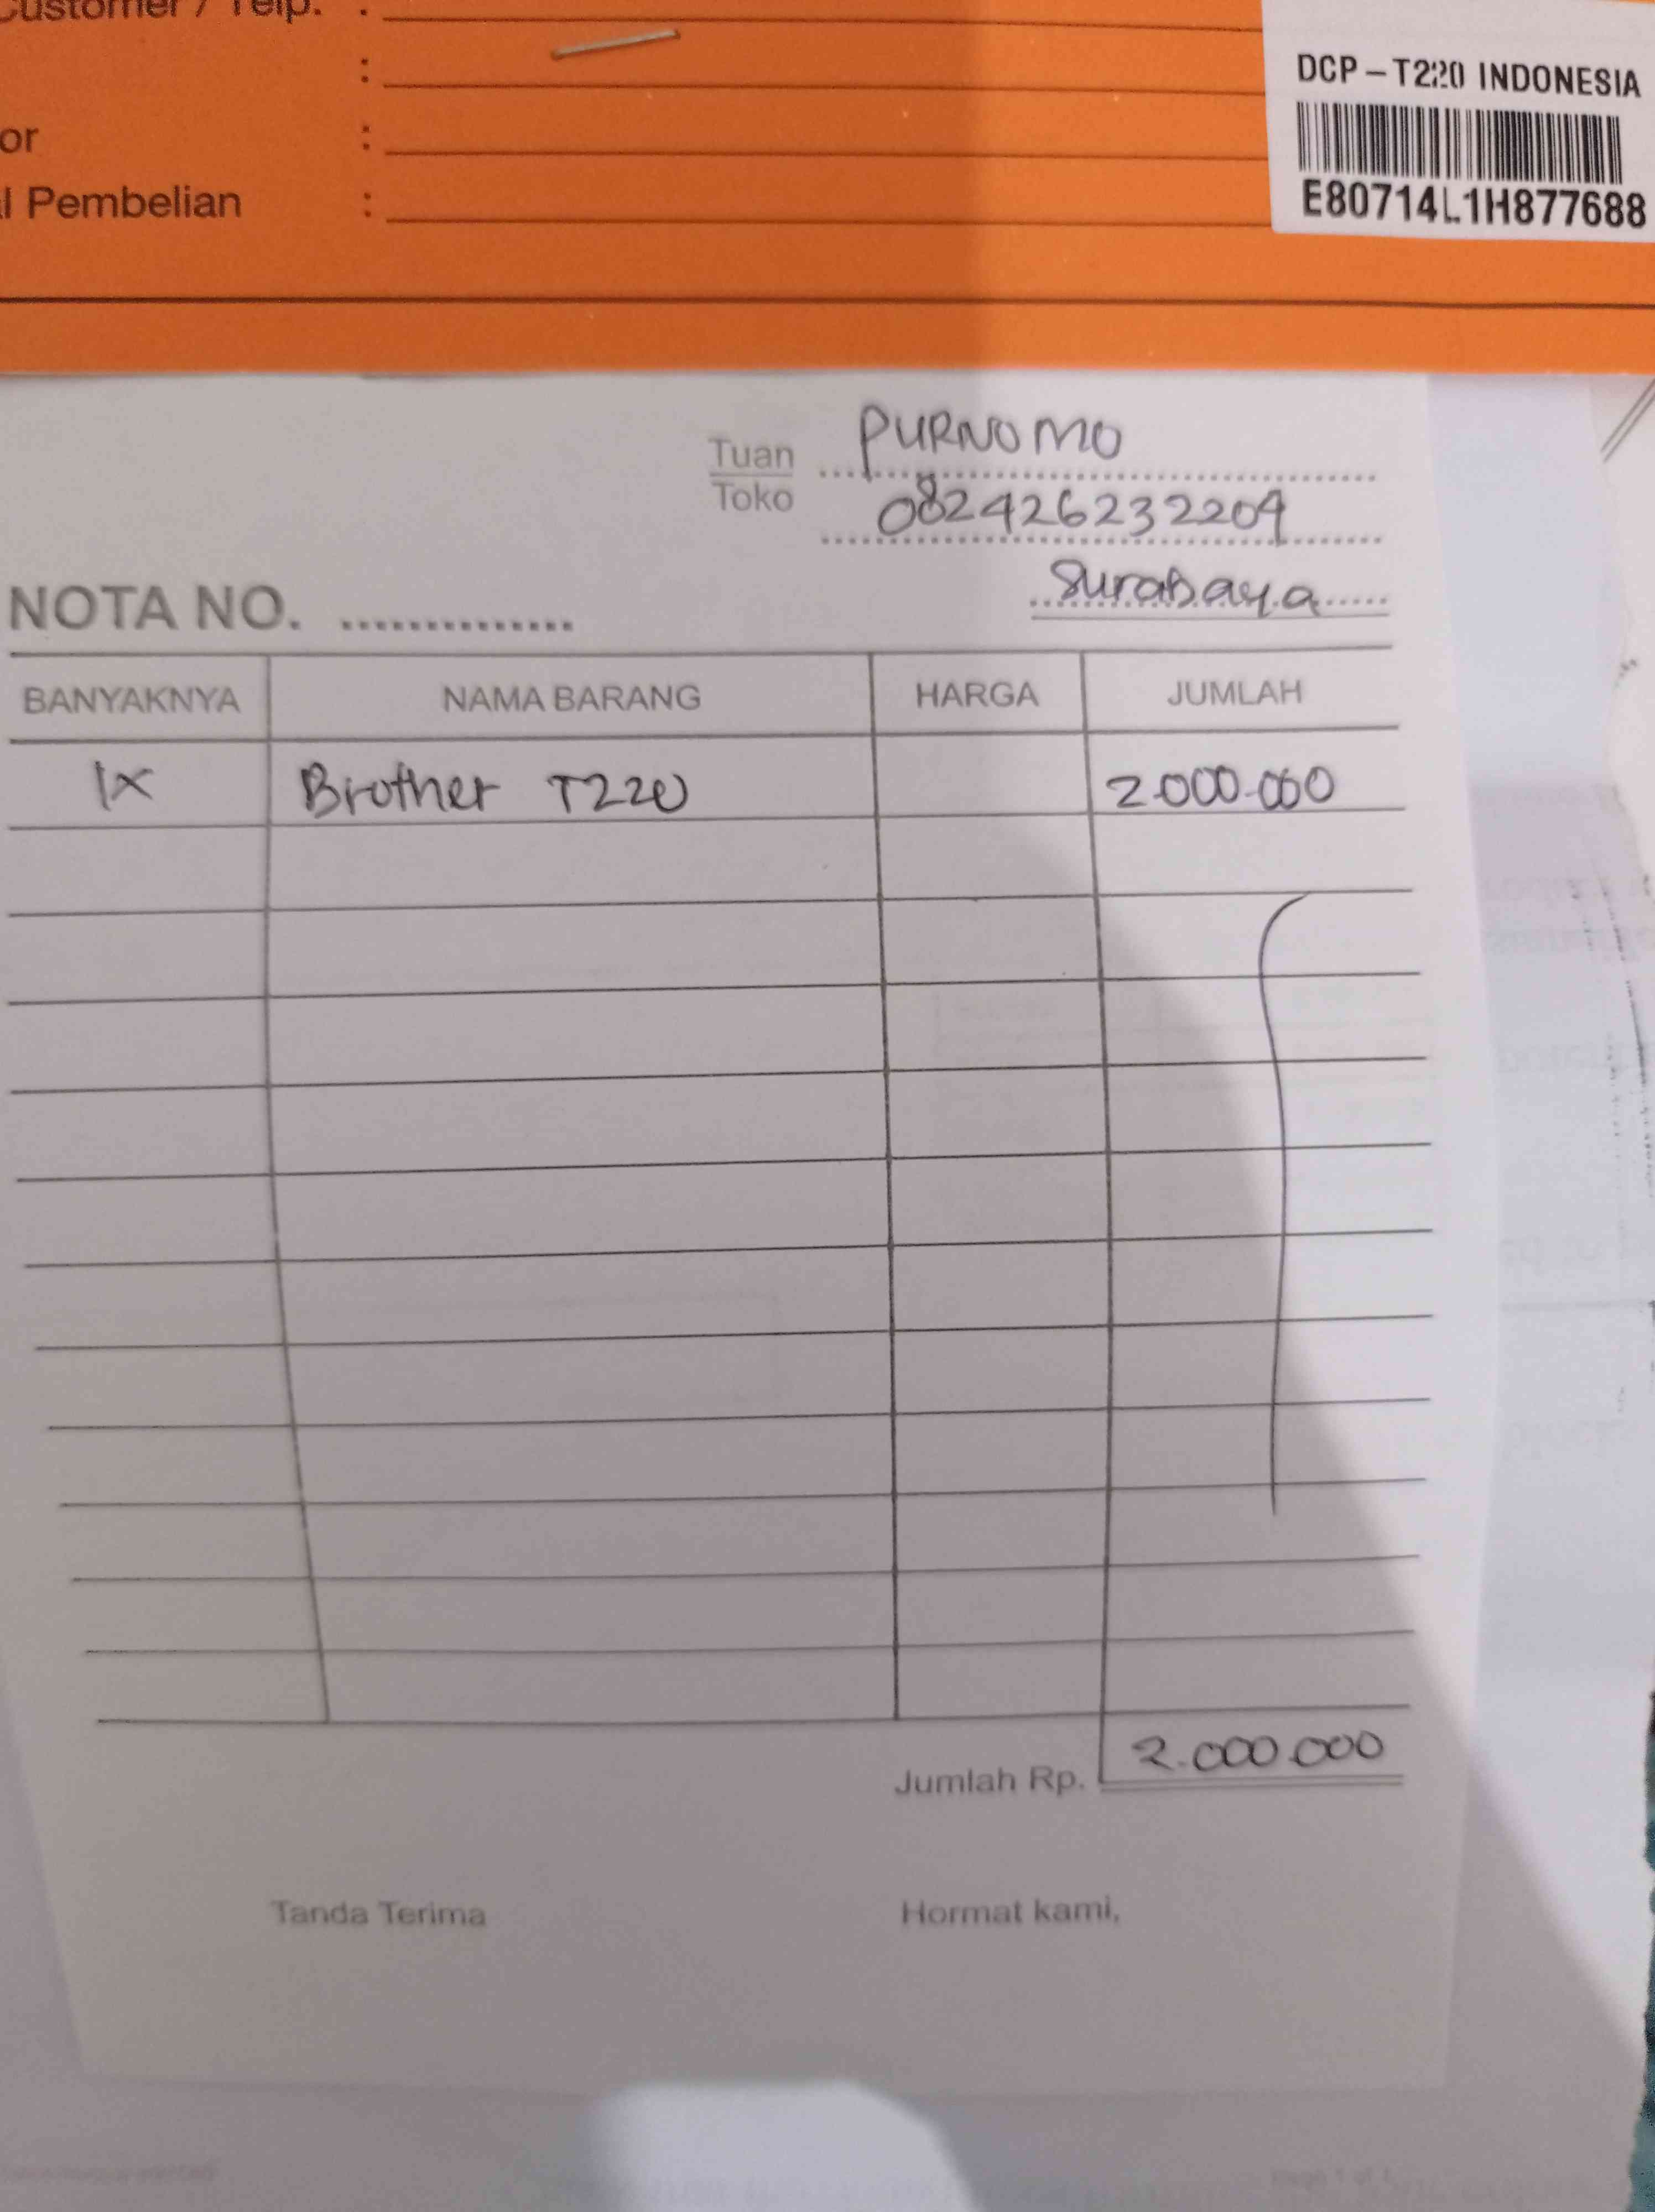 Customer / Telp. :
:
or :
l Pembelian :
DCP-T220 INDONESIA
E80714L1H877688
Tuan PURNOMO
Toko 082426232209
Surabaya
NOTA NO. ..............
BANYAKNYA NAMA BARANG HARGA JUMLAH
1x Brother T220 2.000.000
Jumlah Rp. 2.000.000
Tanda Terima Hormat kami,